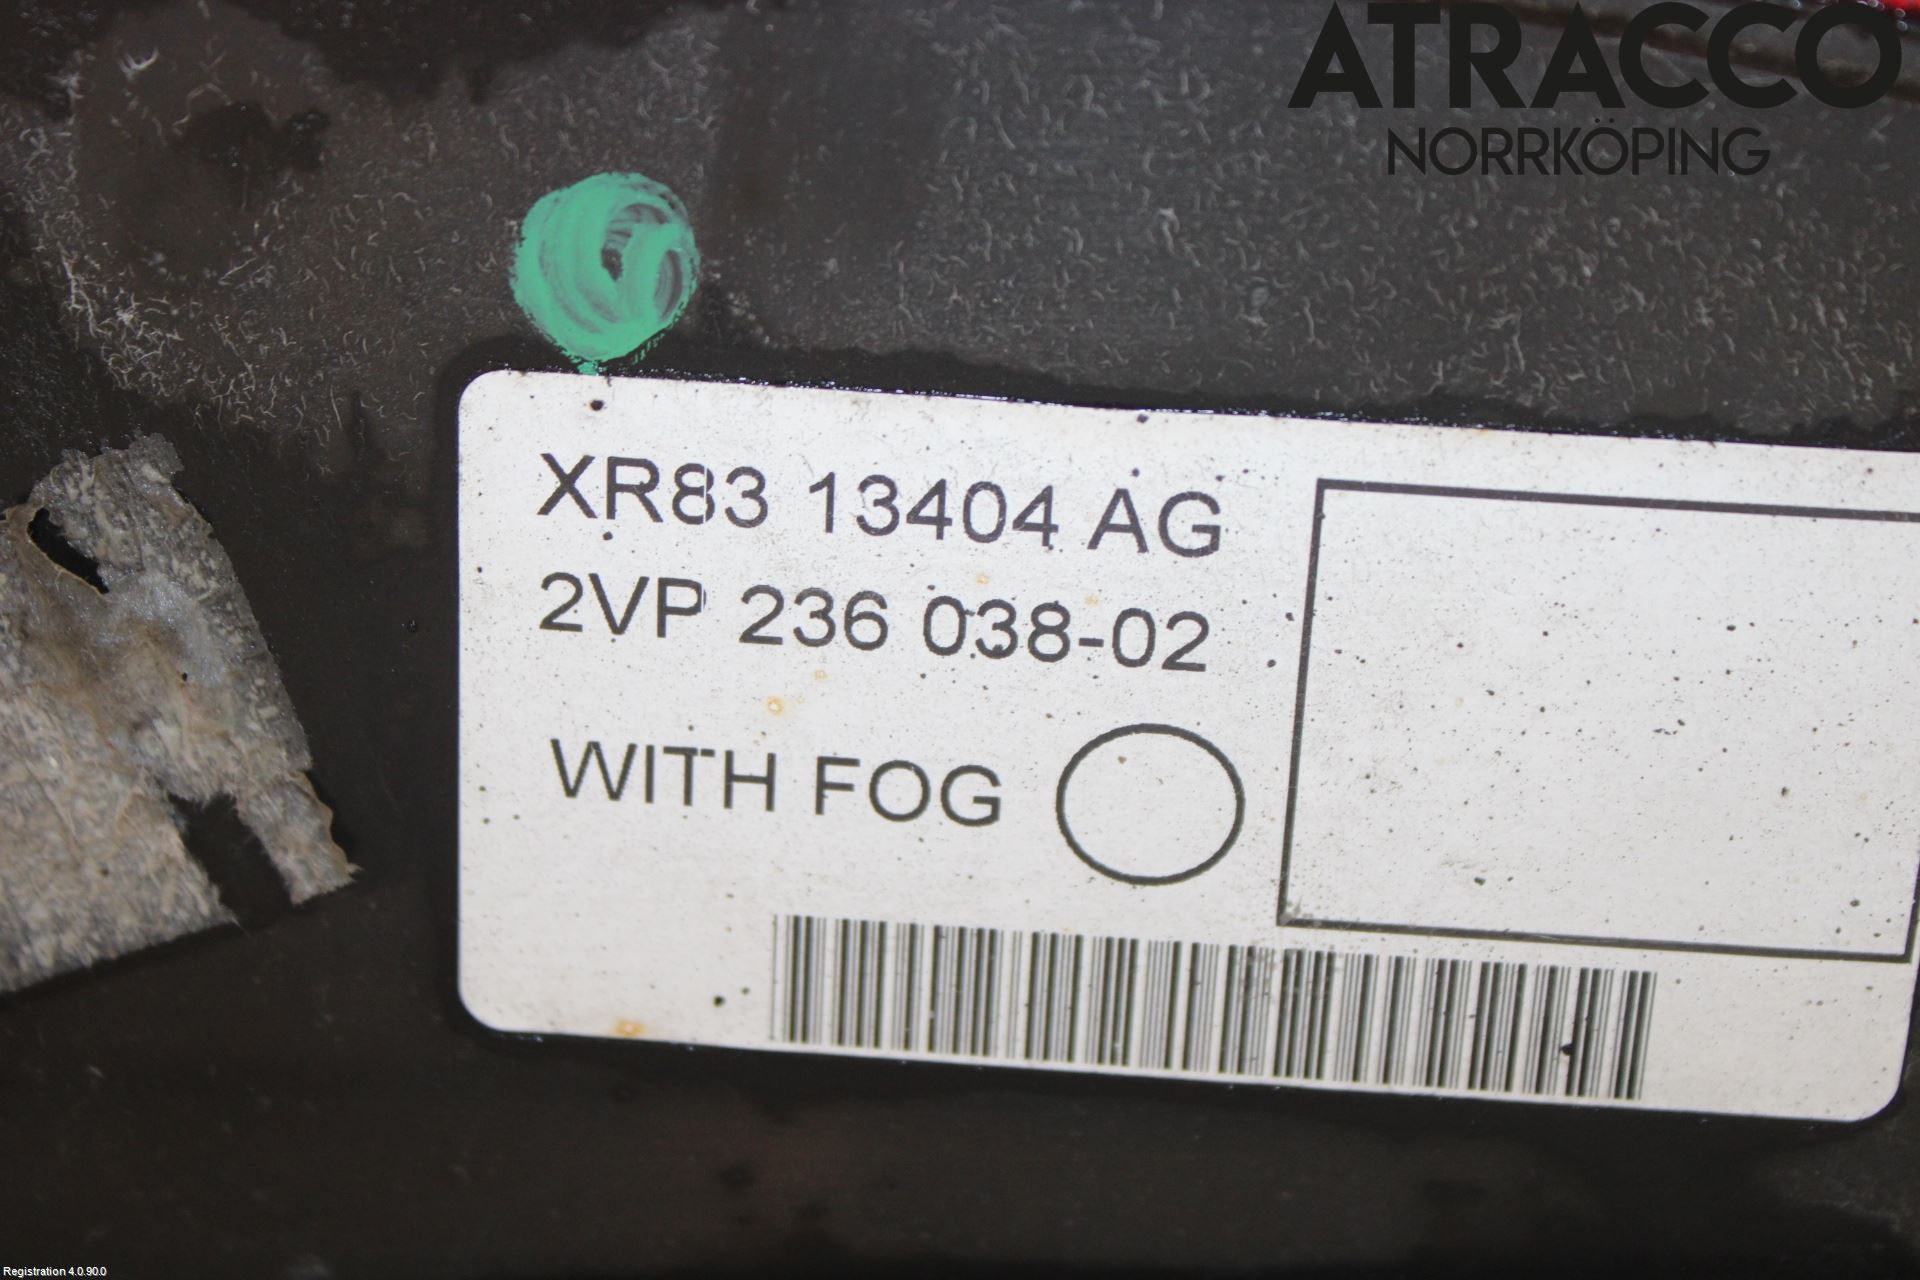 ATRACCO
NORRKÖPING
XR83 13404 AG
2VP 236 038-02
WITH FOG
Registration 4.0.90.0